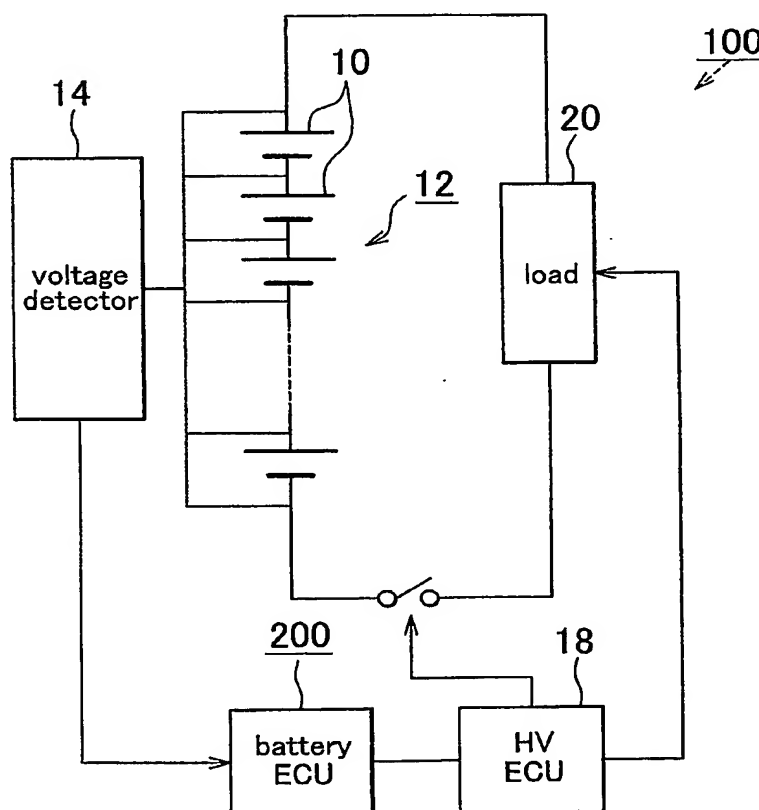 100
10
14
20
12
voltage
detector
load
200
18
battery
ECU
HV
ECU